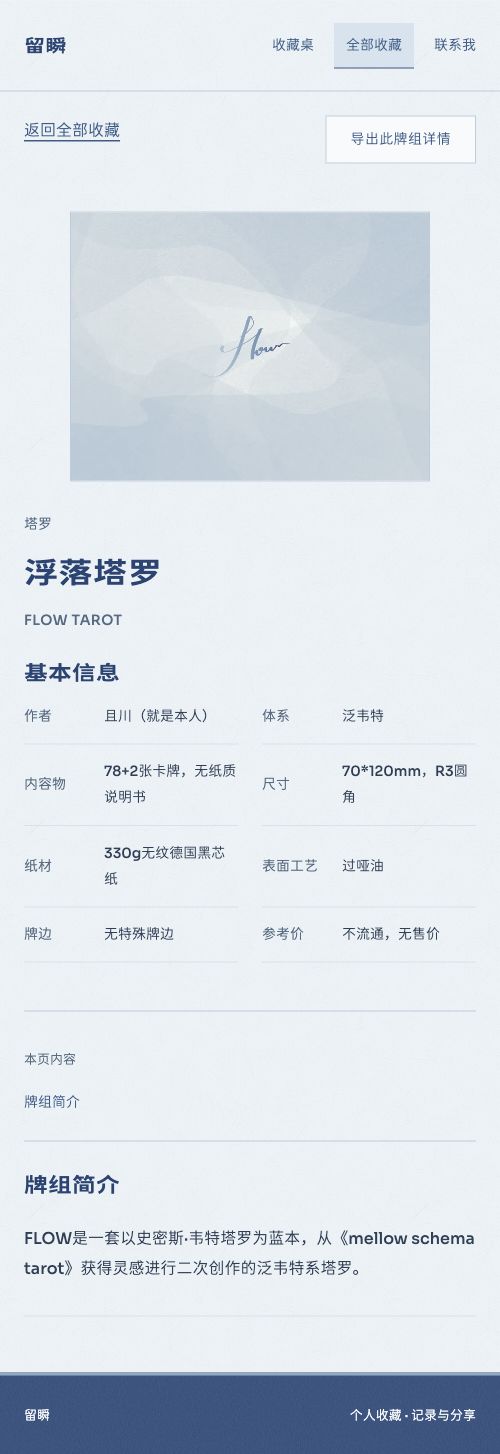 留瞬
收藏桌 全部收藏 联系我
返回全部收藏
导出此牌组详情
flow
塔罗
浮落塔罗
FLOW TAROT
基本信息
作者 且川（就是本人） 体系 泛韦特
内容物 78+2张卡牌，无纸质说明书
尺寸 70*120mm，R3圆角
纸材 330g无纹德国黑芯纸
表面工艺 过哑油
牌边 无特殊牌边 参考价 不流通，无售价
本页内容
牌组简介
牌组简介
FLOW是一套以史密斯·韦特塔罗为蓝本，从《mellow schema
tarot》获得灵感进行二次创作的泛韦特系塔罗。
留瞬 个人收藏 · 记录与分享